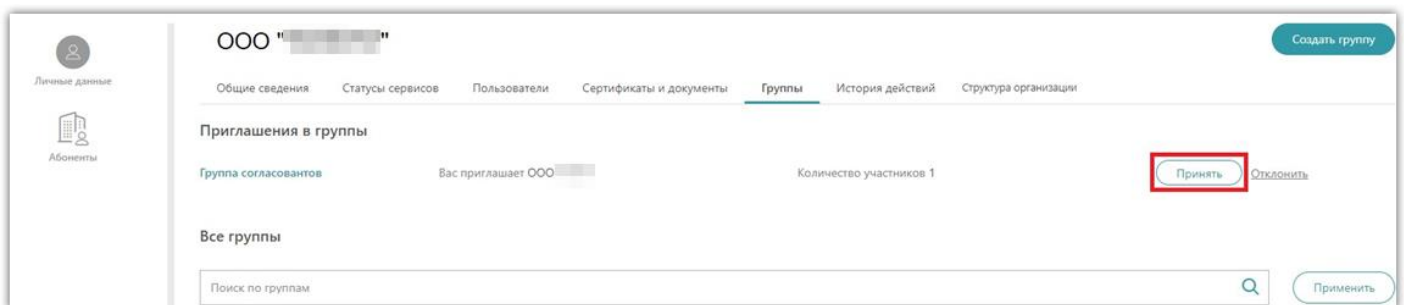 ООО " "
Создать группу
Личные данные
Абоненты
Общие сведения Статусы сервисов Пользователи Сертификаты и документы Группы История действий Структура организации
Приглашения в группы
Группа согласовантов Вас приглашает ООО Количество участников 1 Принять Отклонить
Все группы
Поиск по группам Применить